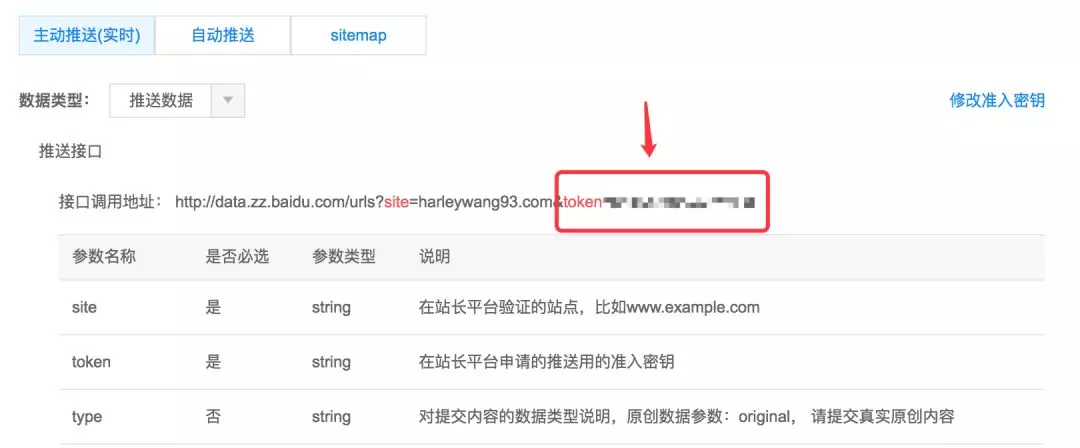 主动推送(实时) 自动推送 sitemap
数据类型： 推送数据 修改准入密钥
推送接口
接口调用地址： http://data.zz.baidu.com/urls?site=harleywang93.com&token
参数名称 是否必选 参数类型 说明
site 是 string 在站长平台验证的站点，比如www.example.com
token 是 string 在站长平台申请的推送用的准入密钥
type 否 string 对提交内容的数据类型说明，原创数据参数：original， 请提交真实原创内容